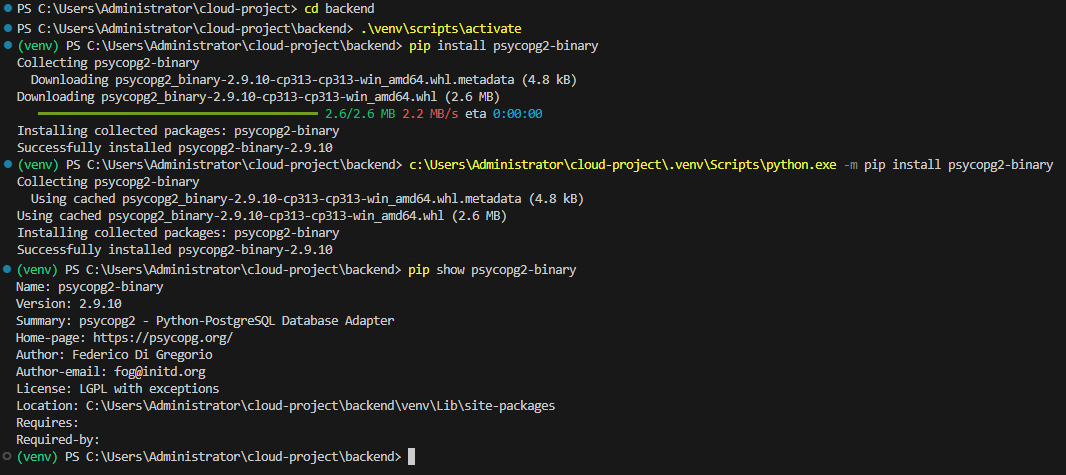 PS C:\Users\Administrator\cloud-project> cd backend
PS C:\Users\Administrator\cloud-project\backend> .\venv\scripts\activate
(venv) PS C:\Users\Administrator\cloud-project\backend> pip install psycopg2-binary
Collecting psycopg2-binary
  Downloading psycopg2_binary-2.9.10-cp313-cp313-win_amd64.whl.metadata (4.8 kB)
Downloading psycopg2_binary-2.9.10-cp313-cp313-win_amd64.whl (2.6 MB)
2.6/2.6 MB 2.2 MB/s eta 0:00:00
Installing collected packages: psycopg2-binary
Successfully installed psycopg2-binary-2.9.10
(venv) PS C:\Users\Administrator\cloud-project\backend> c:\Users\Administrator\cloud-project\.venv\Scripts\python.exe -m pip install psycopg2-binary
Collecting psycopg2-binary
  Using cached psycopg2_binary-2.9.10-cp313-cp313-win_amd64.whl.metadata (4.8 kB)
Using cached psycopg2_binary-2.9.10-cp313-cp313-win_amd64.whl (2.6 MB)
Installing collected packages: psycopg2-binary
Successfully installed psycopg2-binary-2.9.10
(venv) PS C:\Users\Administrator\cloud-project\backend> pip show psycopg2-binary
Name: psycopg2-binary
Version: 2.9.10
Summary: psycopg2 - Python-PostgreSQL Database Adapter
Home-page: https://psycopg.org/
Author: Federico Di Gregorio
Author-email: fog@initd.org
License: LGPL with exceptions
Location: C:\Users\Administrator\cloud-project\backend\venv\Lib\site-packages
Requires:
Required-by:
(venv) PS C:\Users\Administrator\cloud-project\backend>